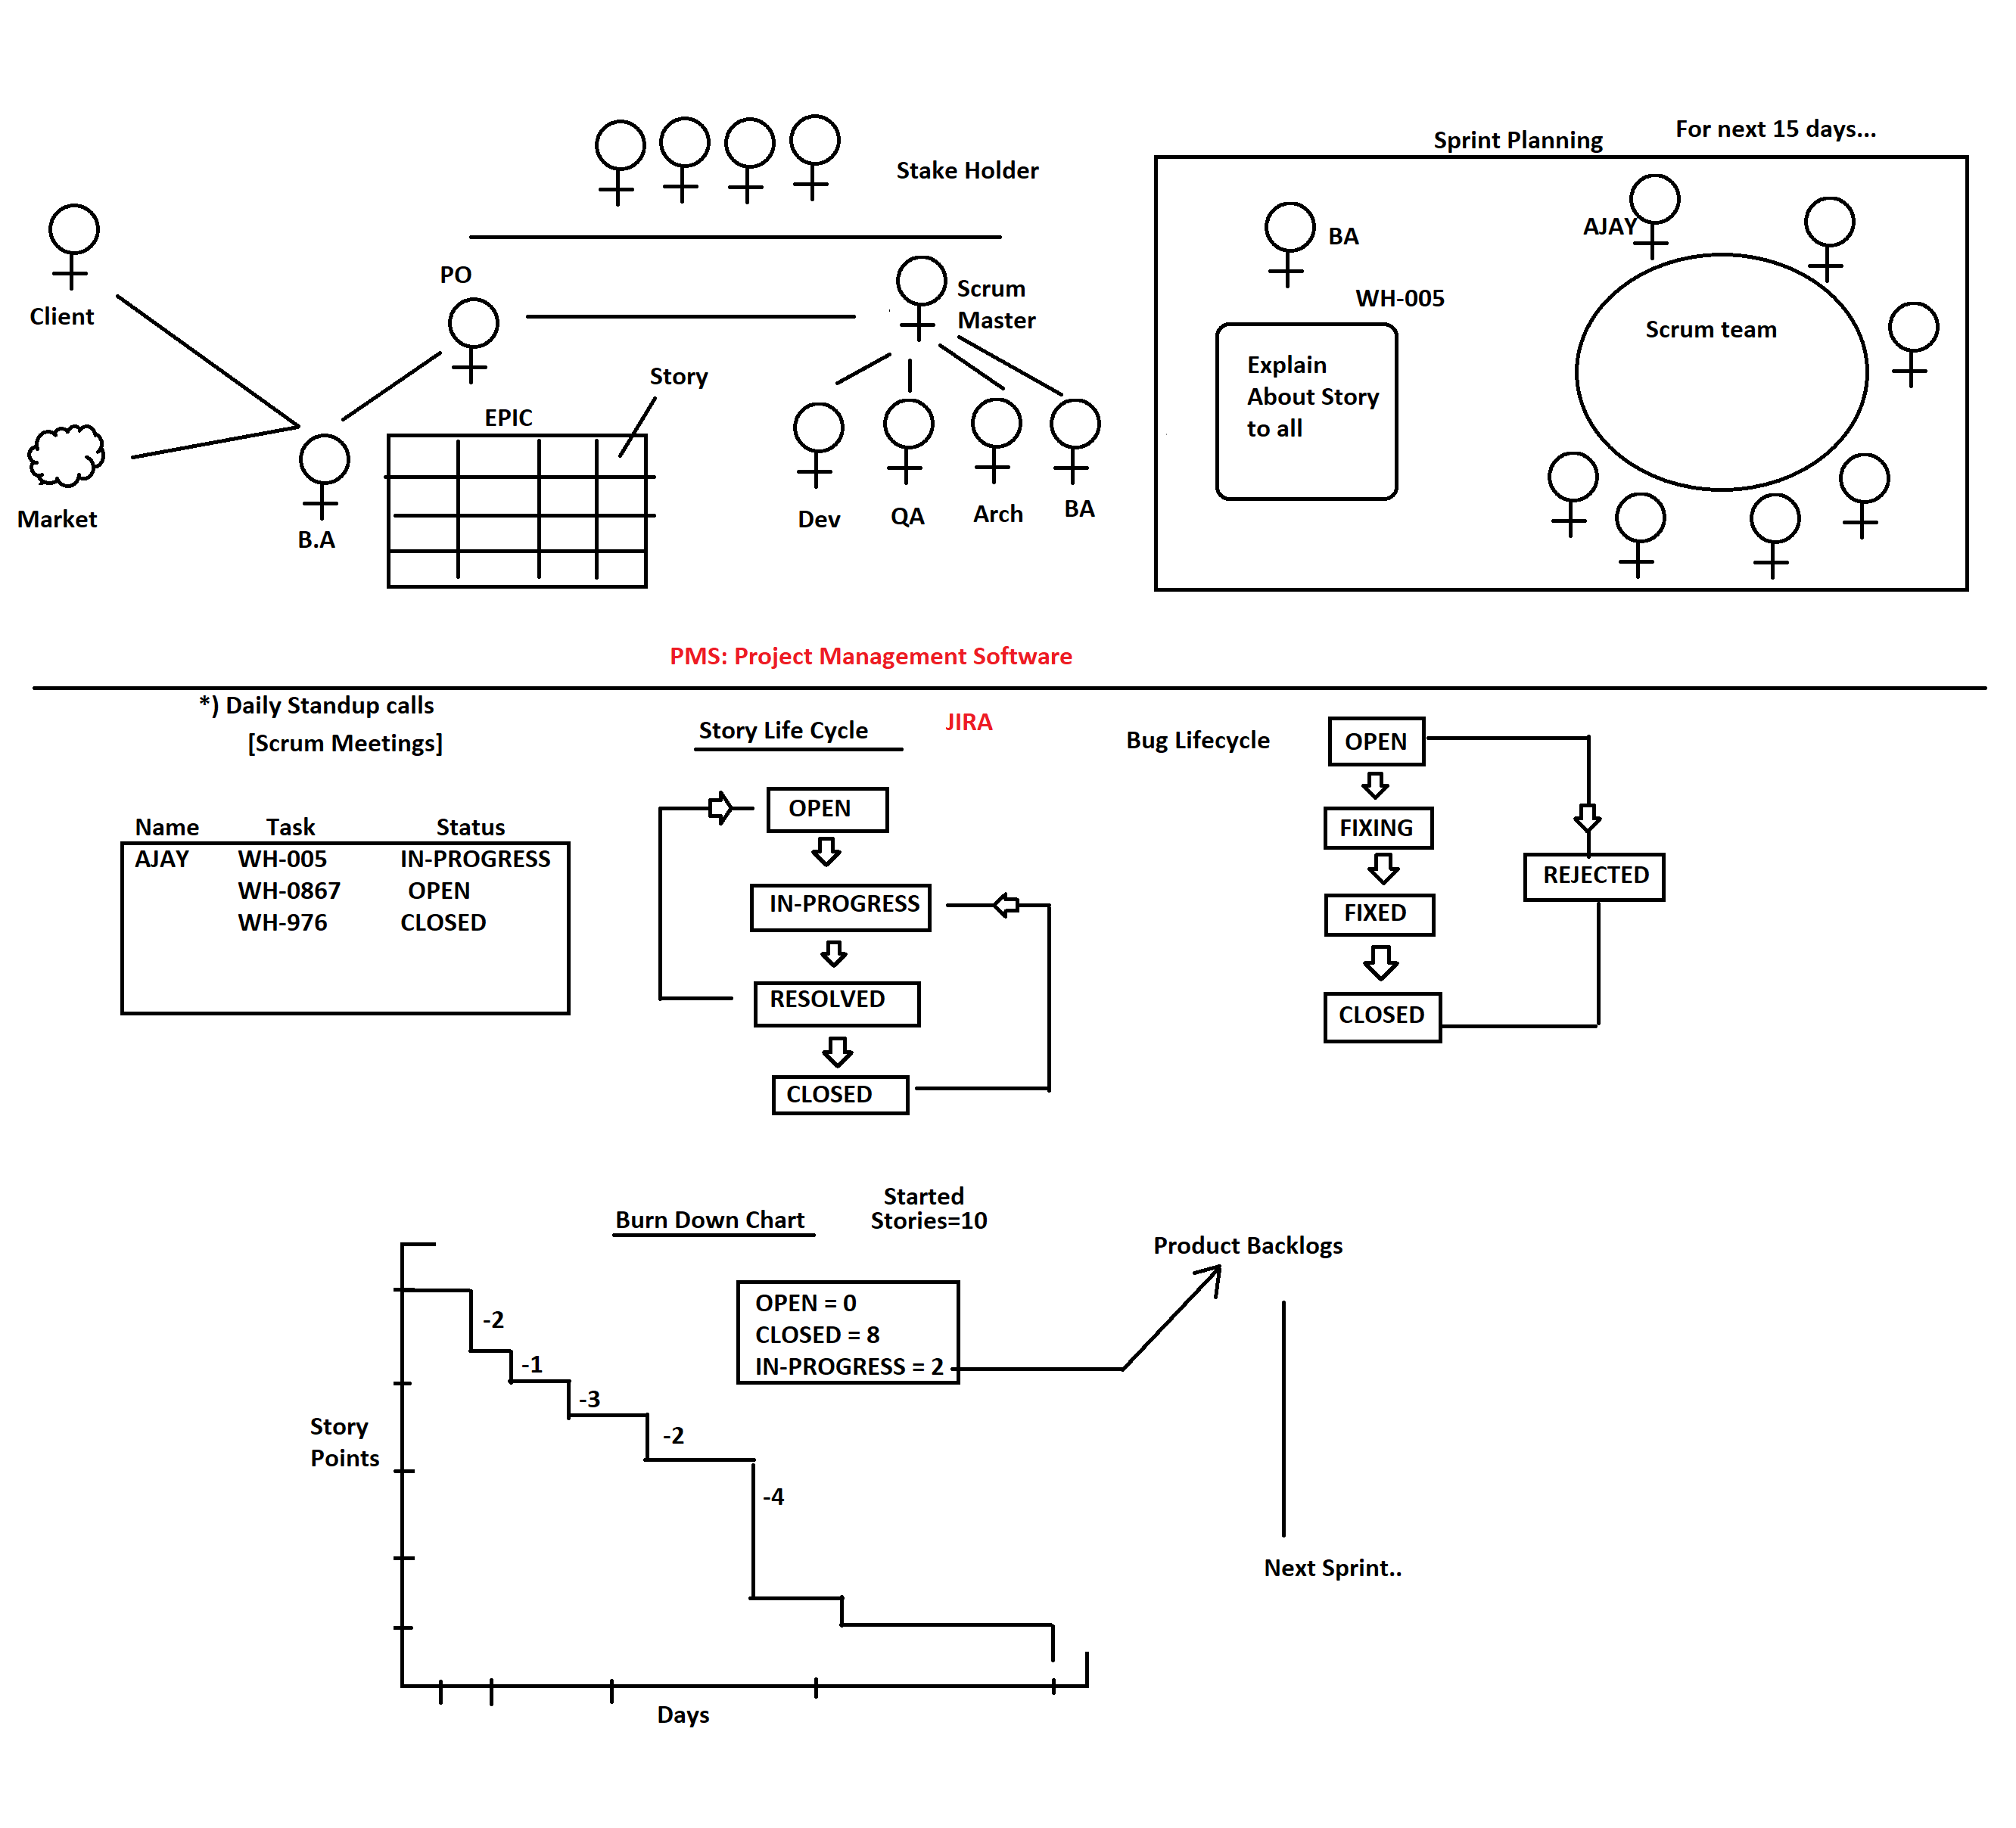 Stake Holder
Client
Market
B.A
PO
EPIC
Story
Scrum
Master
Dev
QA
Arch
BA
Sprint Planning
For next 15 days...
BA
WH-005
Explain
About Story
to all
AJAY
Scrum team
PMS: Project Management Software
*) Daily Standup calls
[Scrum Meetings]
Name Task Status
AJAY WH-005 IN-PROGRESS
WH-0867 OPEN
WH-976 CLOSED
Story Life Cycle
JIRA
OPEN
IN-PROGRESS
RESOLVED
CLOSED
Bug Lifecycle
OPEN
FIXING
FIXED
CLOSED
REJECTED
Burn Down Chart
Started
Stories=10
OPEN = 0
CLOSED = 8
IN-PROGRESS = 2
Product Backlogs
Next Sprint..
-2
-1
-3
-2
-4
Story
Points
Days